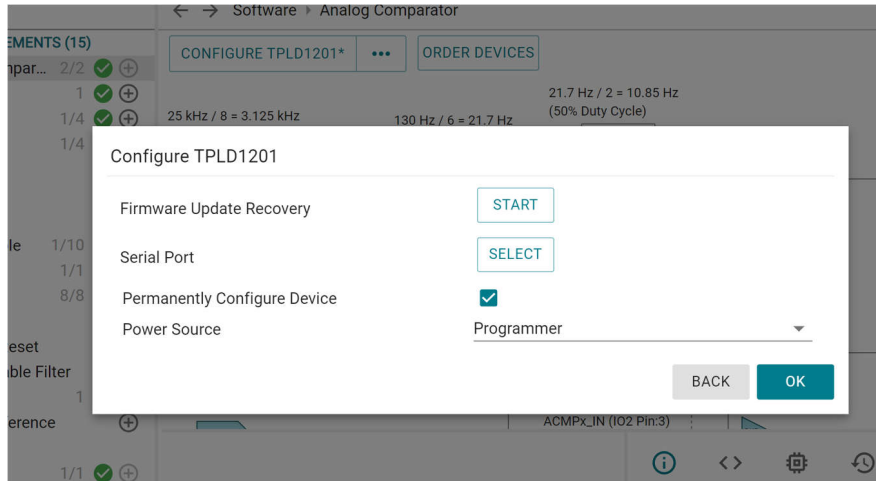 ← → Software ▸ Analog Comparator
EMENTS (15)
CONFIGURE TPLD1201* ••• ORDER DEVICES
mpar... 2/2
1
1/4
1/4
21.7 Hz / 2 = 10.85 Hz
(50% Duty Cycle)
25 kHz / 8 = 3.125 kHz
130 Hz / 6 = 21.7 Hz
Configure TPLD1201
Firmware Update Recovery START
Serial Port SELECT
Permanently Configure Device
Power Source Programmer
BACK OK
le 1/10
1/1
8/8
eset
ble Filter
1
erence
1/1
ACMPx_IN (IO2 Pin:3)